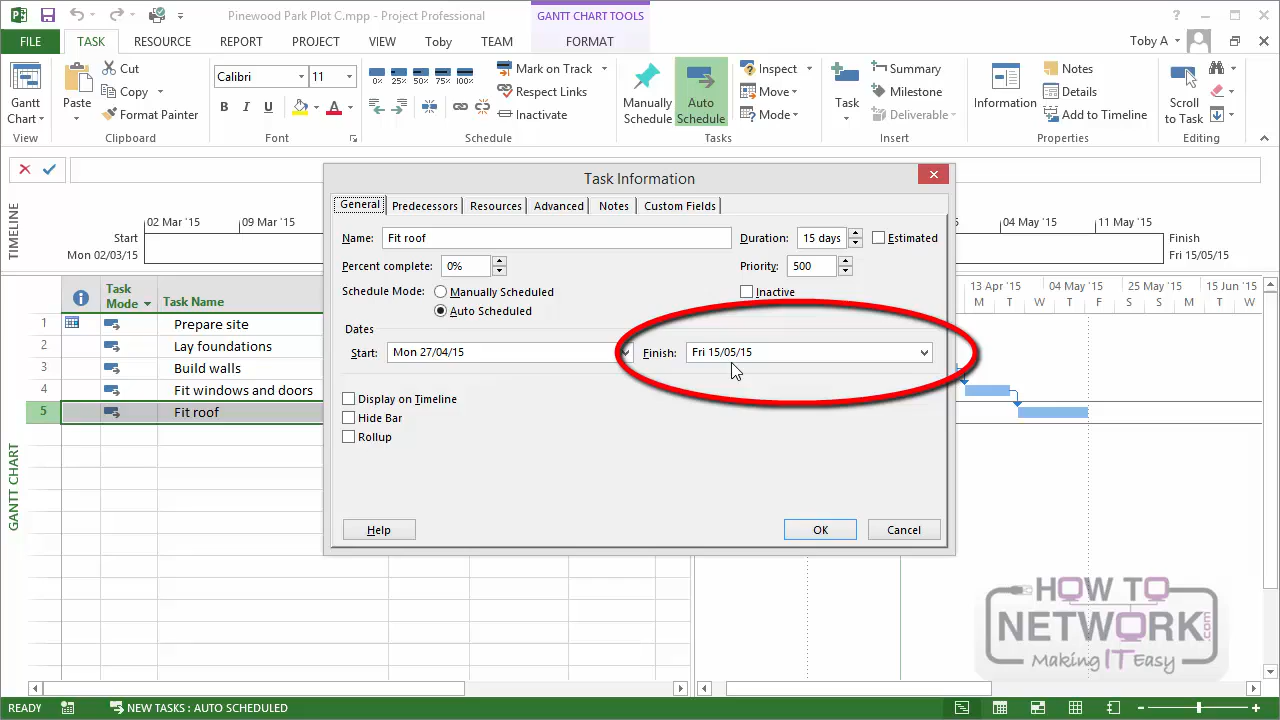 Pinewood Park Plot C.mpp - Project Professional
GANTT CHART TOOLS
?
FILE TASK RESOURCE REPORT PROJECT VIEW Toby TEAM FORMAT Toby A
Gantt Chart
View
Paste
Cut
Copy
Format Painter
Clipboard
Calibri 11
B I U A
Font
0% 25% 50% 75% 100%
Mark on Track
Respect Links
Inactivate
Schedule
Manually Schedule
Auto Schedule
Inspect
Move
Mode
Tasks
Task
Summary
Milestone
Deliverable
Insert
Information
Notes
Details
Add to Timeline
Properties
Scroll to Task
Editing
TIMELINE
Start
Mon 02/03/15
02 Mar '15 09 Mar '15 04 May '15 11 May '15
Finish
Fri 15/05/15
Task Information
General Predecessors Resources Advanced Notes Custom Fields
Name: Fit roof Duration: 15 days Estimated
Percent complete: 0% Priority: 500
Schedule Mode: Manually Scheduled Inactive
Auto Scheduled
Dates
Start: Mon 27/04/15 Finish: Fri 15/05/15
Display on Timeline
Hide Bar
Rollup
Help OK Cancel
GANTT CHART
Task Mode Task Name
13 Apr '15 04 May '15 25 May '15 15 Jun '15
M T W T F S S M T W
1 Prepare site
2 Lay foundations
3 Build walls
4 Fit windows and doors
5 Fit roof
HOW TO
NETWORK.com
Making IT Easy
READY NEW TASKS : AUTO SCHEDULED